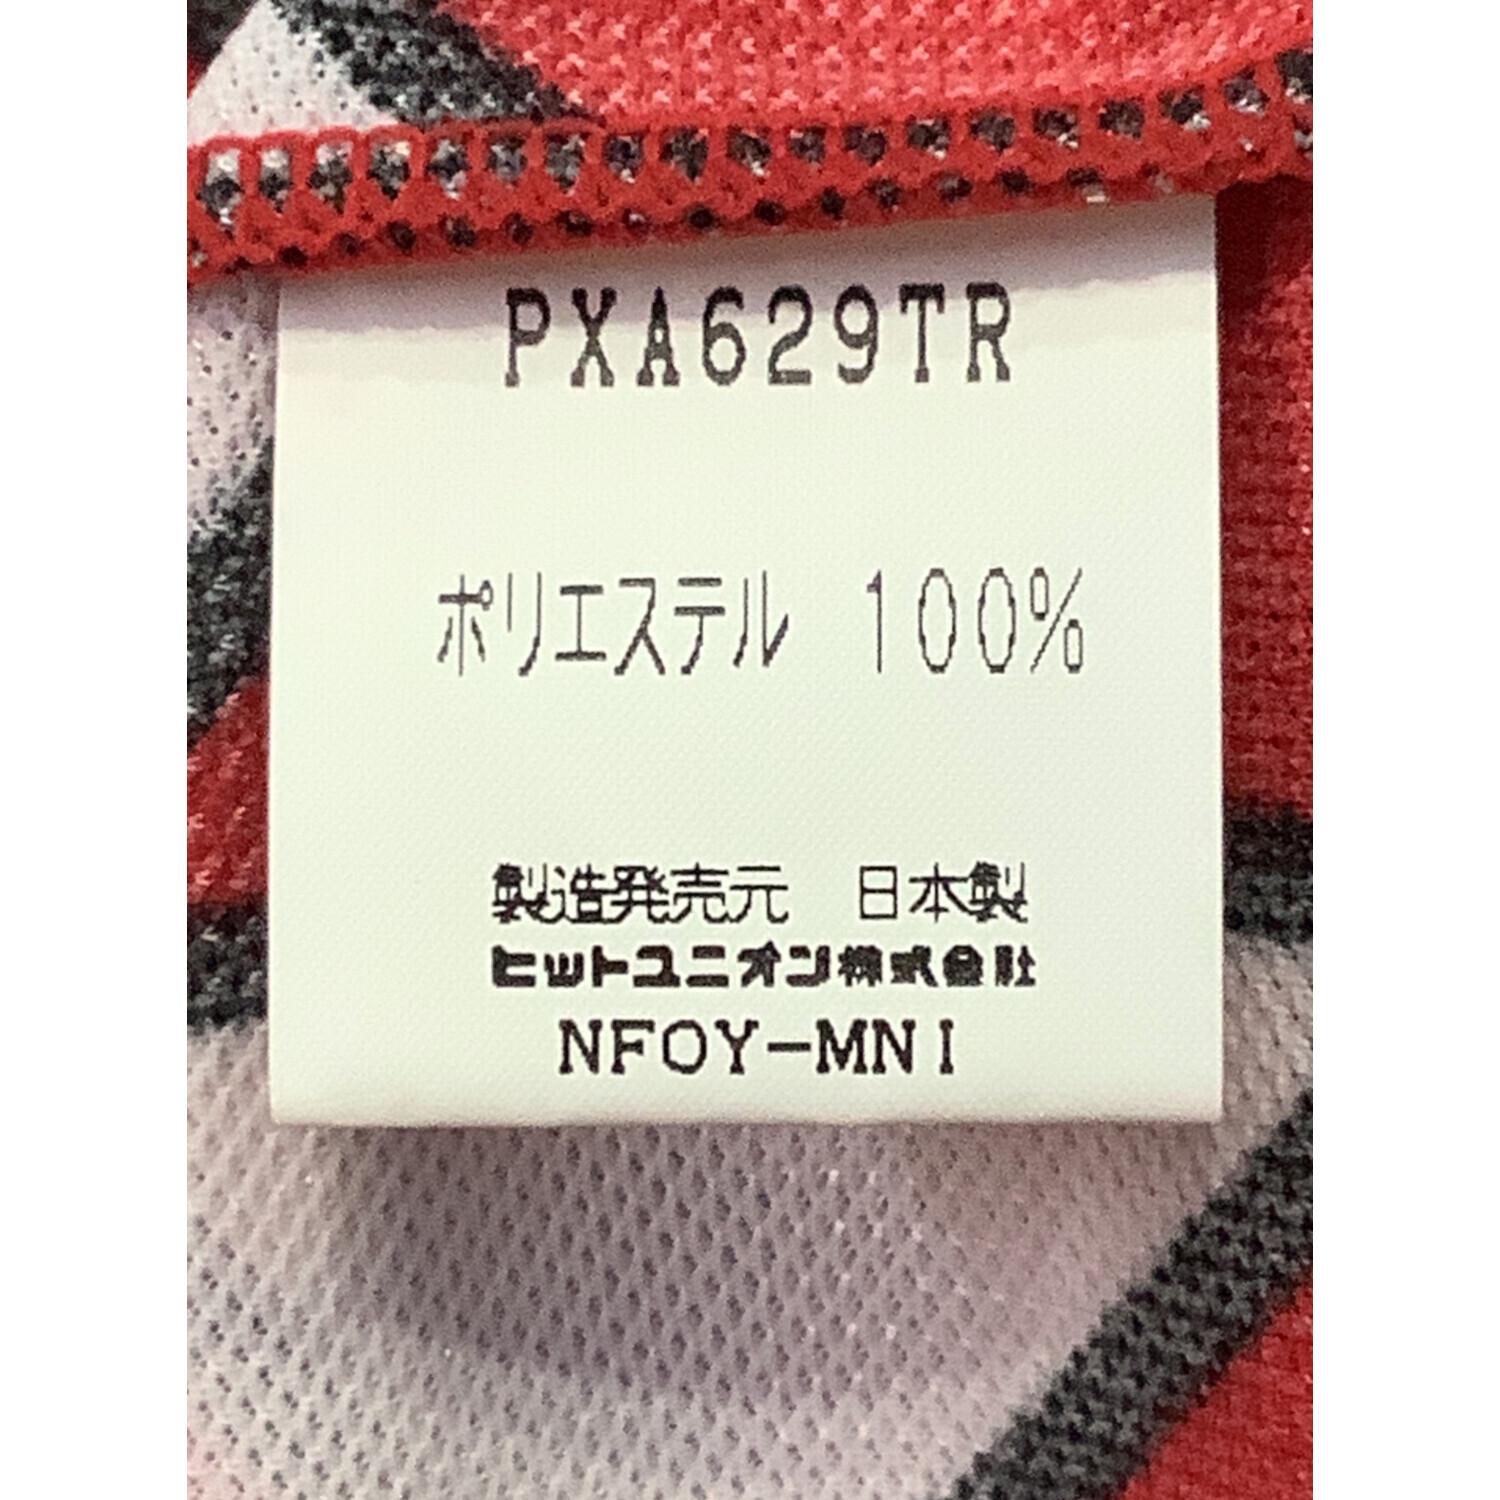 PXA629TR
ポリエステル 100%
製造発売元 日本製
ヒットユニオン株式会社
NFOY-MNI